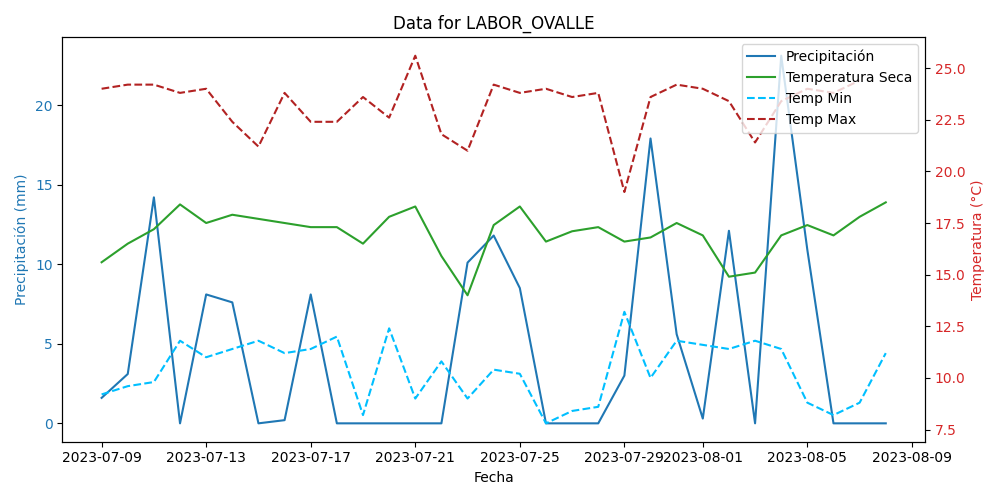 Data for LABOR_OVALLE
Precipitación
Temperatura Seca
Temp Min
Temp Max
Precipitación (mm)
20
15
10
5
0
25.0
22.5
20.0
17.5
15.0
12.5
10.0
7.5
Temperatura (°C)
2023-07-09 2023-07-13 2023-07-17 2023-07-21 2023-07-25 2023-07-29 2023-08-01 2023-08-05 2023-08-09
Fecha